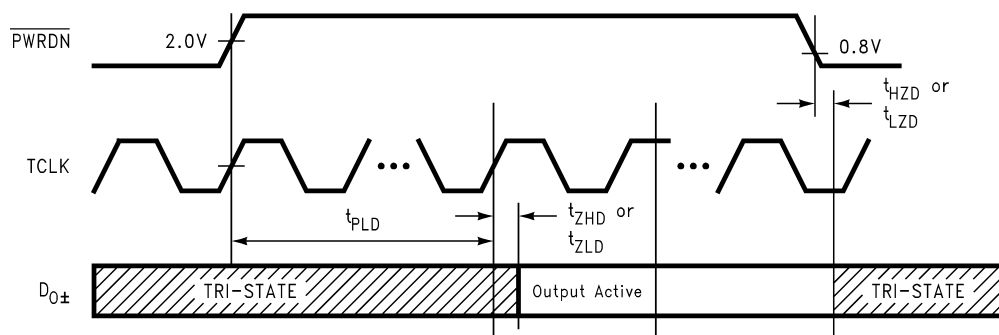 PWRDN
2.0V
0.8V
tHZD or
tLZD
TCLK
tPLD
tZHD or
tZLD
DO±
TRI-STATE
Output Active
TRI-STATE